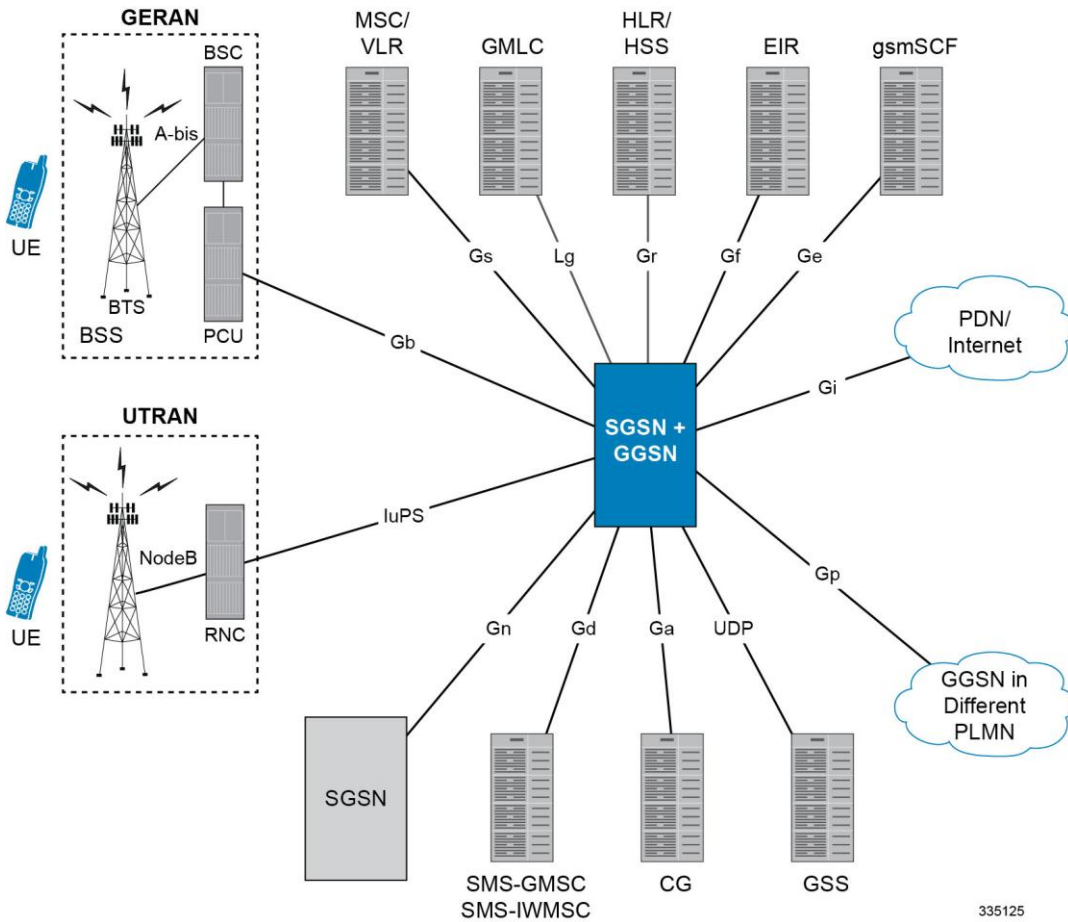 GERAN
BSC
A-bis
UE
BTS
BSS
PCU
MSC/
VLR
GMLC
HLR/
HSS
EIR
gsmSCF
Gs
Lg
Gr
Gf
Ge
Gb
PDN/
Internet
Gi
SGSN +
GGSN
UTRAN
NodeB
UE
RNC
IuPS
Gn
Gd
Ga
UDP
Gp
GGSN in
Different
PLMN
SGSN
SMS-GMSC
SMS-IWMSC
CG
GSS
335125